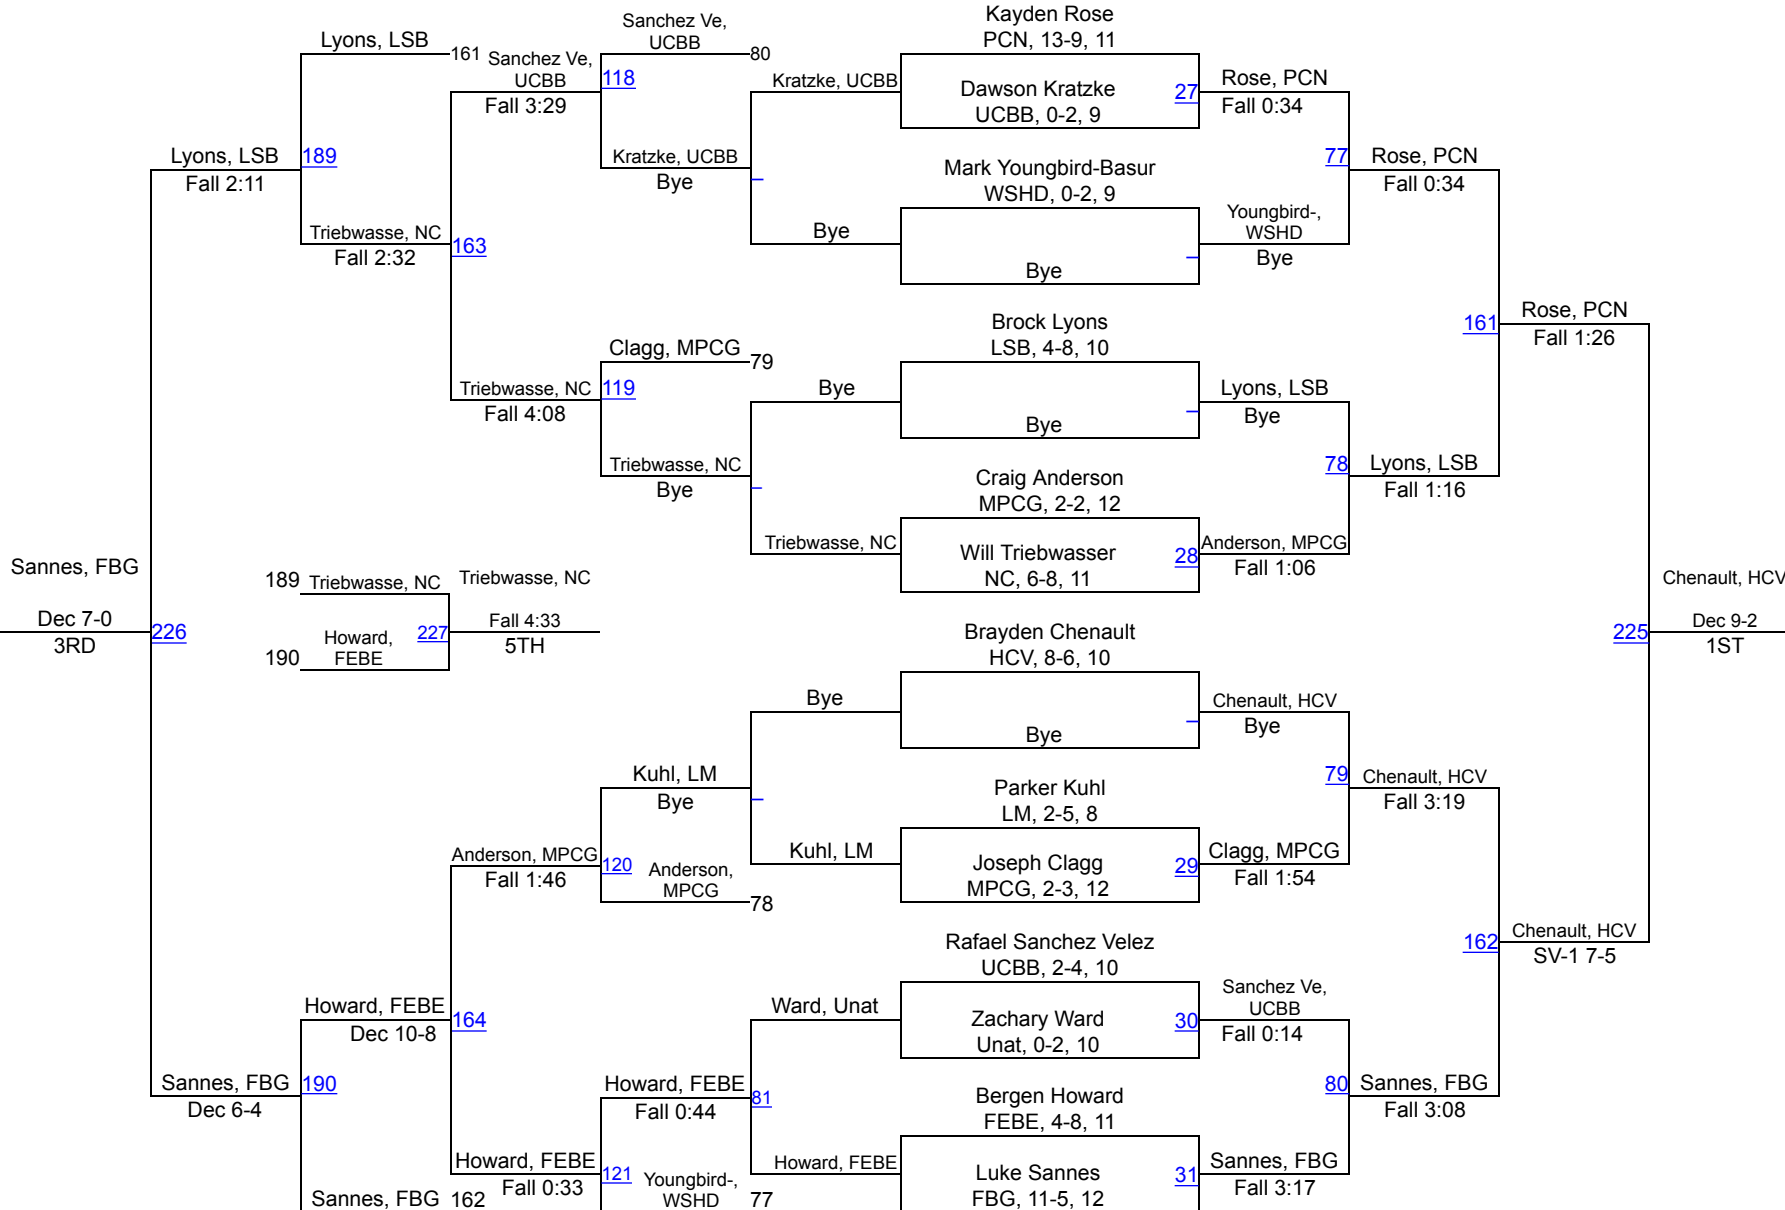 Kayden Rose
PCN, 13-9, 11
Sanchez Ve,
UCBB
80
Lyons, LSB
161
Sanchez Ve,
UCBB
Fall 3:29
118
Kratzke, UCBB
Dawson Kratzke
UCBB, 0-2, 9
27
Rose, PCN
Fall 0:34
Lyons, LSB
Fall 2:11
189
Kratzke, UCBB
Bye
Mark Youngbird-Basur
WSHD, 0-2, 9
77
Rose, PCN
Fall 0:34
Triebwasse, NC
Fall 2:32
163
Bye
Bye
Youngbird-,
WSHD
Bye
Brock Lyons
LSB, 4-8, 10
161
Rose, PCN
Fall 1:26
Clagg, MPCG
79
Triebwasse, NC
Fall 4:08
119
Bye
Bye
Lyons, LSB
Bye
Triebwasse, NC
Bye
Craig Anderson
MPCG, 2-2, 12
78
Lyons, LSB
Fall 1:16
Triebwasse, NC
Will Triebwasser
NC, 6-8, 11
28
Anderson, MPCG
Fall 1:06
Sannes, FBG
Dec 7-0
3RD
226
189
Triebwasse, NC
190
Howard,
FEBE
227
Triebwasse, NC
Fall 4:33
5TH
Brayden Chenault
HCV, 8-6, 10
225
Chenault, HCV
Dec 9-2
1ST
Bye
Bye
Chenault, HCV
Bye
Kuhl, LM
Bye
Parker Kuhl
LM, 2-5, 8
79
Chenault, HCV
Fall 3:19
Anderson, MPCG
Fall 1:46
120
Anderson,
MPCG
78
Kuhl, LM
Joseph Clagg
MPCG, 2-3, 12
29
Clagg, MPCG
Fall 1:54
Rafael Sanchez Velez
UCBB, 2-4, 10
162
Chenault, HCV
SV-1 7-5
Howard, FEBE
Dec 10-8
164
Ward, Unat
Zachary Ward
Unat, 0-2, 10
30
Sanchez Ve,
UCBB
Fall 0:14
Sannes, FBG
Dec 6-4
190
Howard, FEBE
Fall 0:44
81
Bergen Howard
FEBE, 4-8, 11
80
Sannes, FBG
Fall 3:08
Howard, FEBE
Fall 0:33
121
Youngbird-,
WSHD
77
Howard, FEBE
Luke Sannes
FBG, 11-5, 12
31
Sannes, FBG
Fall 3:17
Sannes, FBG
162